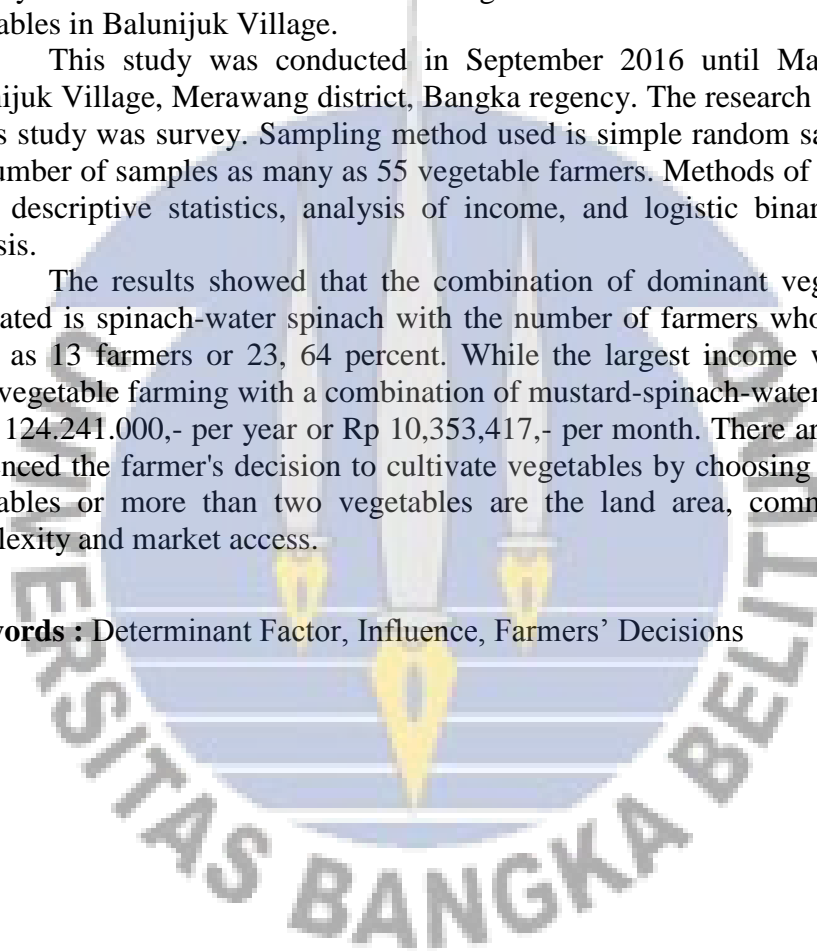 ables in Balunijuk Village.
This study was conducted in September 2016 until Ma
ijuk Village, Merawang district, Bangka regency. The research
s study was survey. Sampling method used is simple random sa
umber of samples as many as 55 vegetable farmers. Methods of
descriptive statistics, analysis of income, and logistic binar
sis.
The results showed that the combination of dominant veg
ated is spinach-water spinach with the number of farmers who
as 13 farmers or 23, 64 percent. While the largest income w
vegetable farming with a combination of mustard-spinach-water
124.241.000,- per year or Rp 10,353,417,- per month. There ar
enced the farmer's decision to cultivate vegetables by choosing
ables or more than two vegetables are the land area, comm
lexity and market access.
words : Determinant Factor, Influence, Farmers' Decisions
UNIVERSITAS BANGKA BELITUNG